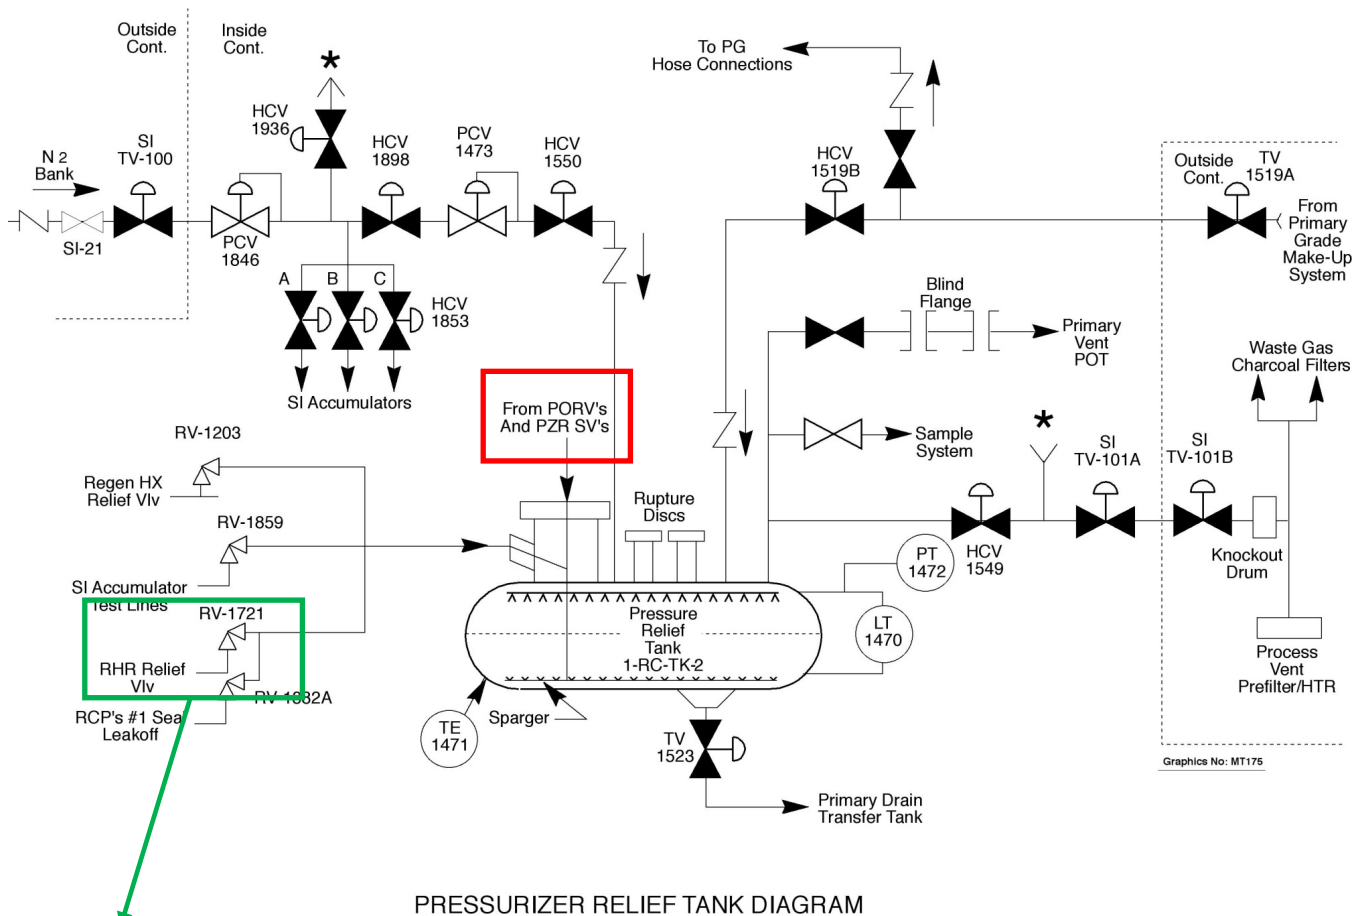 Outside
Cont.
Inside
Cont.
*
HCV
1936
SI
TV-100
N 2
Bank
HCV
1898
PCV
1473
HCV
1550
SI-21
PCV
1846
A
B
C
HCV
1853
SI Accumulators
To PG
Hose Connections
HCV
1519B
Outside
Cont.
TV
1519A
From
Primary
Grade
Make-Up
System
Blind
Flange
Primary
Vent
POT
Waste Gas
Charcoal Filters
From PORV's
And PZR SV's
Sample
System
*
SI
TV-101A
SI
TV-101B
RV-1203
Regen HX
Relief Vlv
RV-1859
SI Accumulator
Test Lines
RV-1721
RHR Relief
Vlv
RV-1382A
RCP's #1 Seal
Leakoff
Rupture
Discs
PT
1472
HCV
1549
Knockout
Drum
LT
1470
Pressure
Relief
Tank
1-RC-TK-2
Process
Vent
Prefilter/HTR
TE
1471
Sparger
TV
1523
Primary Drain
Transfer Tank
Graphics No: MT175
PRESSURIZER RELIEF TANK DIAGRAM